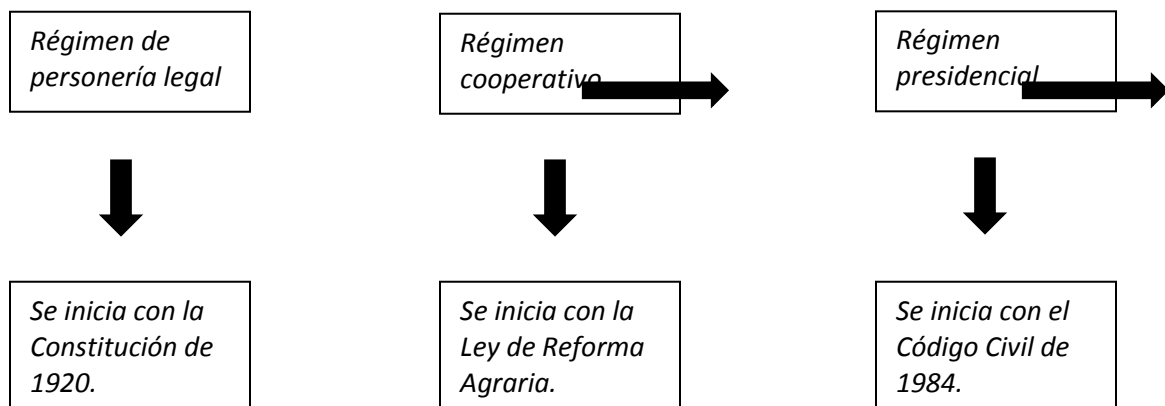 Régimen de
personería legal
Régimen
cooperativo
Régimen
presidencial
Se inicia con la
Constitución de
1920.
Se inicia con la
Ley de Reforma
Agraria.
Se inicia con el
Código Civil de
1984.